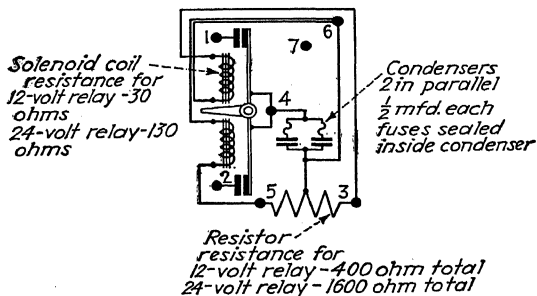 1
6
7
Solenoid coil
resistance for
12-volt relay-30
ohms
24-volt relay-130
ohms
4
Condensers
2 in parallel
1/2 mfd. each
fuses sealed
inside condenser
2
5
3
Resistor
resistance for
12-volt relay-400 ohm total
24-volt relay-1600 ohm total